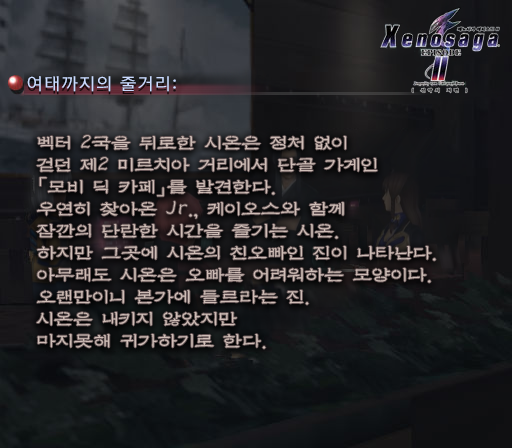 Xenosaga
EPISODE
II
[ 선악의 피안 ]
여태까지의 줄거리:
벡터 2국을 뒤로한 시온은 정처 없이
걷던 제2 미르치아 거리에서 단골 가게인
「모비 딕 카페」를 발견한다.
우연히 찾아온 Jr., 케이오스와 함께
잠깐의 단란한 시간을 즐기는 시온.
하지만 그곳에 시온의 친오빠인 진이 나타난다.
아무래도 시온은 오빠를 어려워하는 모양이다.
오랜만이니 본가에 들르라는 진.
시온은 내키지 않았지만
마지못해 귀가하기로 한다.